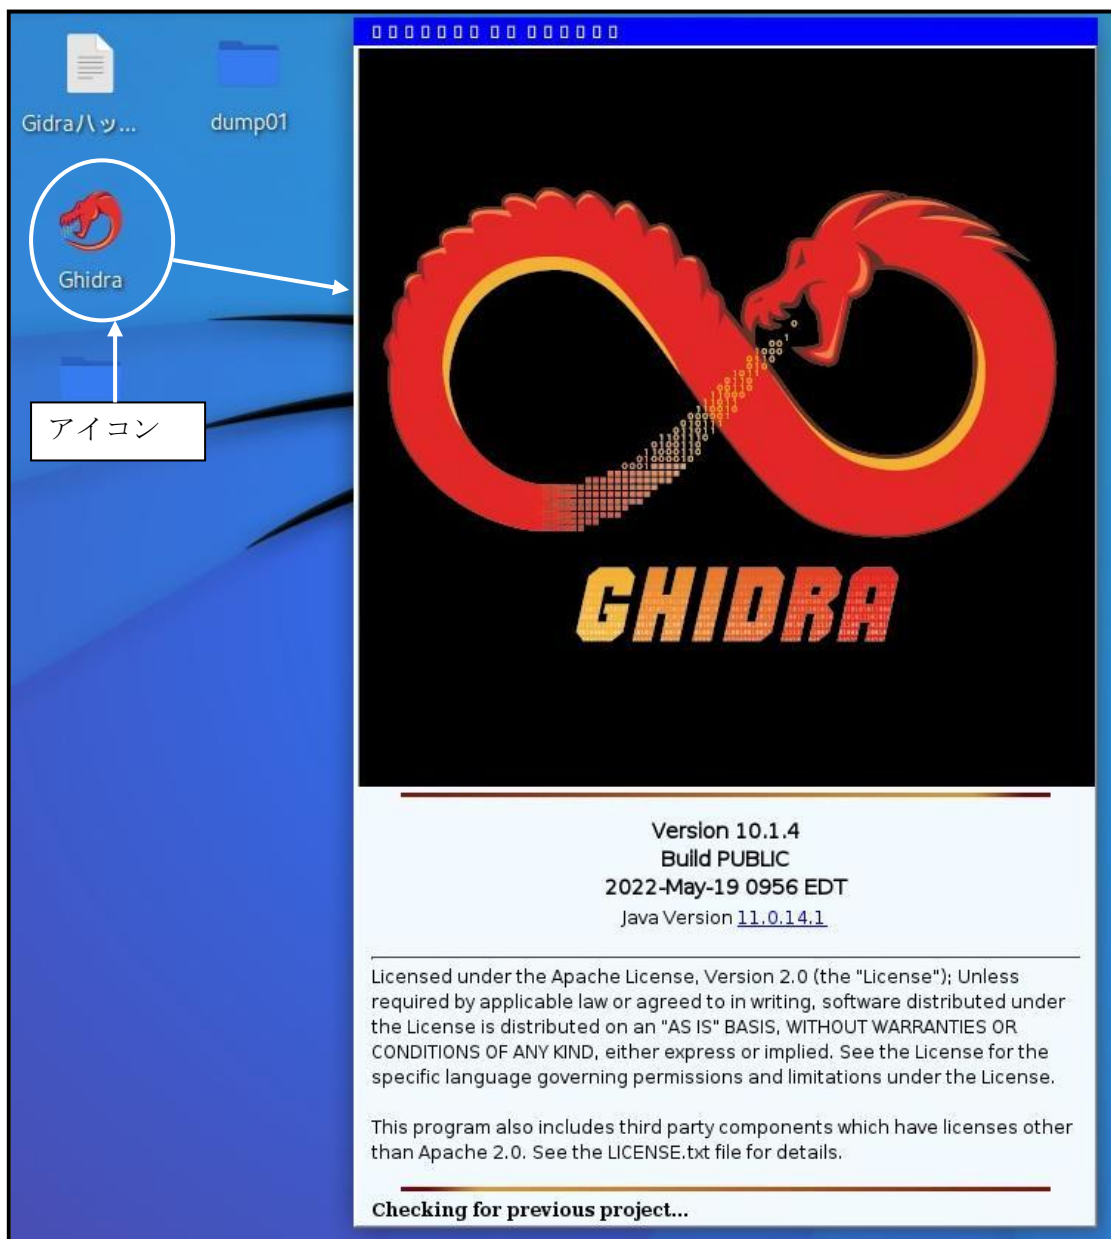 Gidraハッ...
dump01
Ghidra
アイコン
GHIDRA
Version 10.1.4
Build PUBLIC
2022-May-19 0956 EDT
Java Version 11.0.14.1
Licensed under the Apache License, Version 2.0 (the "License"); Unless
required by applicable law or agreed to in writing, software distributed under
the License is distributed on an "AS IS" BASIS, WITHOUT WARRANTIES OR
CONDITIONS OF ANY KIND, either express or implied. See the License for the
specific language governing permissions and limitations under the License.
This program also includes third party components which have licenses other
than Apache 2.0. See the LICENSE.txt file for details.
Checking for previous project...